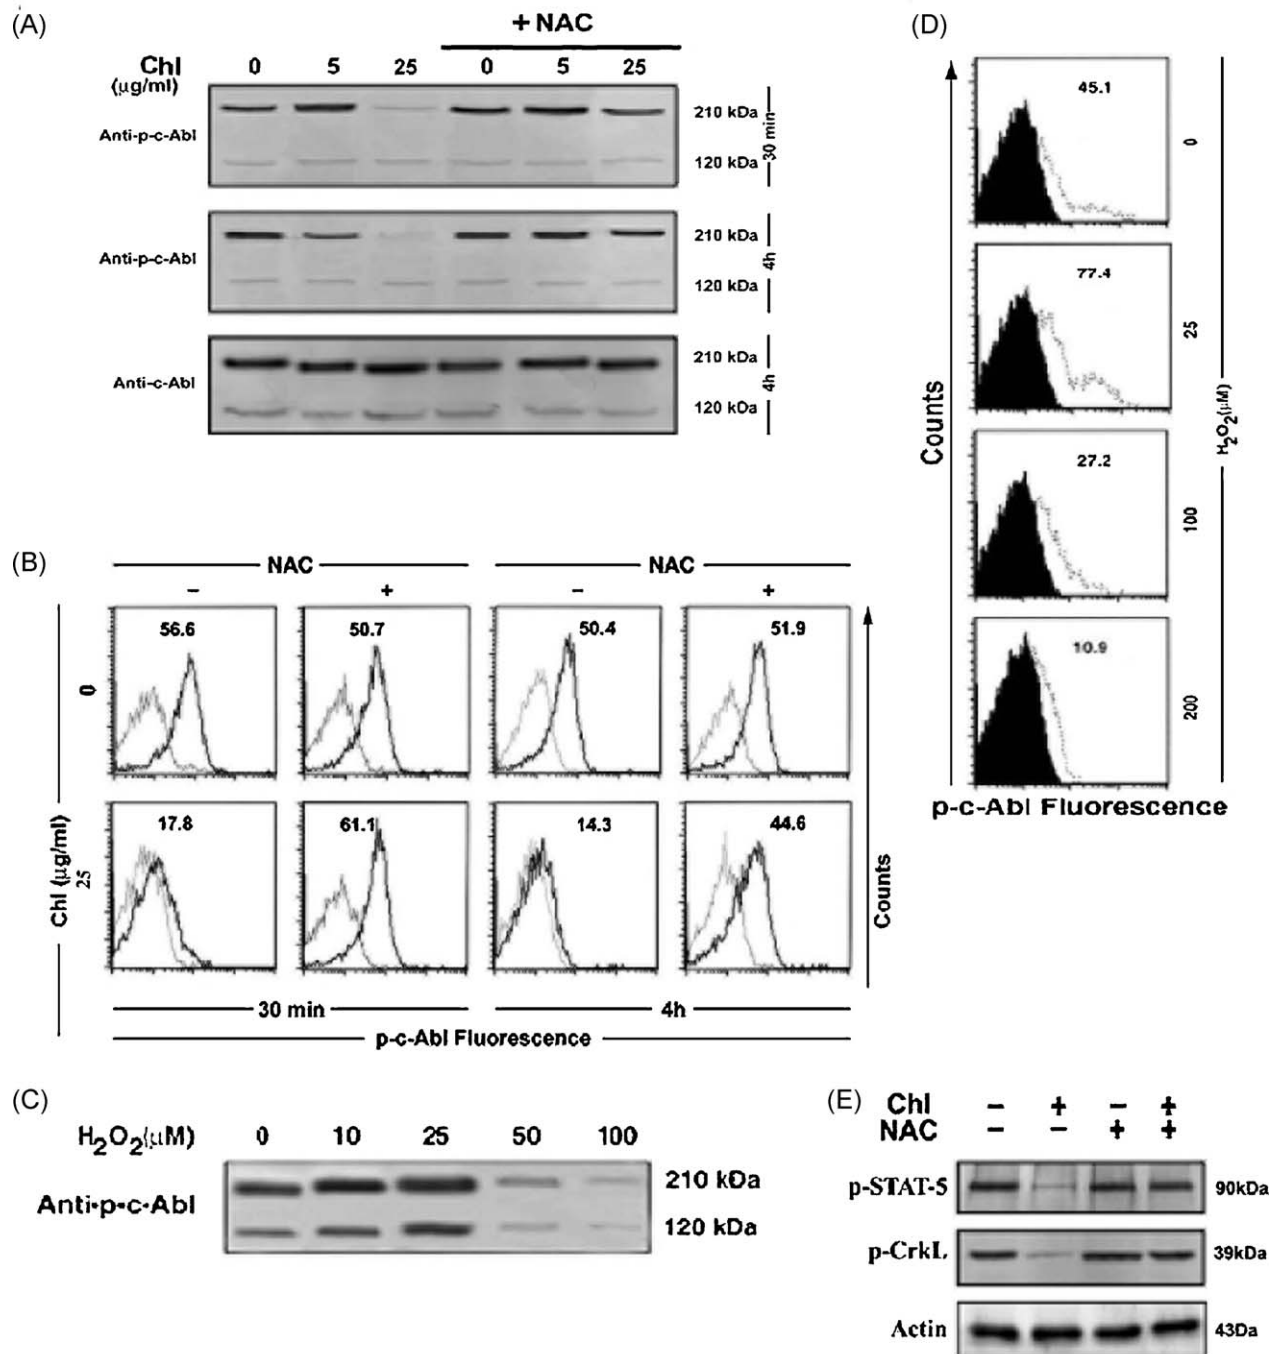 (A)
+ NAC
Chl 0 5 25 0 5 25
(μg/ml)
Anti-p-c-Abl 210 kDa
120 kDa
30 min
Anti-p-c-Abl 210 kDa
120 kDa
4h
Anti-c-Abl 210 kDa
120 kDa
4h
(B)
NAC NAC
– + – +
56.6 50.7 50.4 51.9
0
17.8 61.1 14.3 44.6
25
Chl (μg/ml)
Counts
30 min 4h
p-c-Abl Fluorescence
(C)
H2O2(μM) 0 10 25 50 100
Anti-p-c-Abl 210 kDa
120 kDa
(D)
45.1
0
77.4
25
27.2
100
10.9
200
Counts
H2O2(μM)
p-c-Abl Fluorescence
(E)
Chl – + – +
NAC – – + +
p-STAT-5 90kDa
p-CrkL 39kDa
Actin 43Da